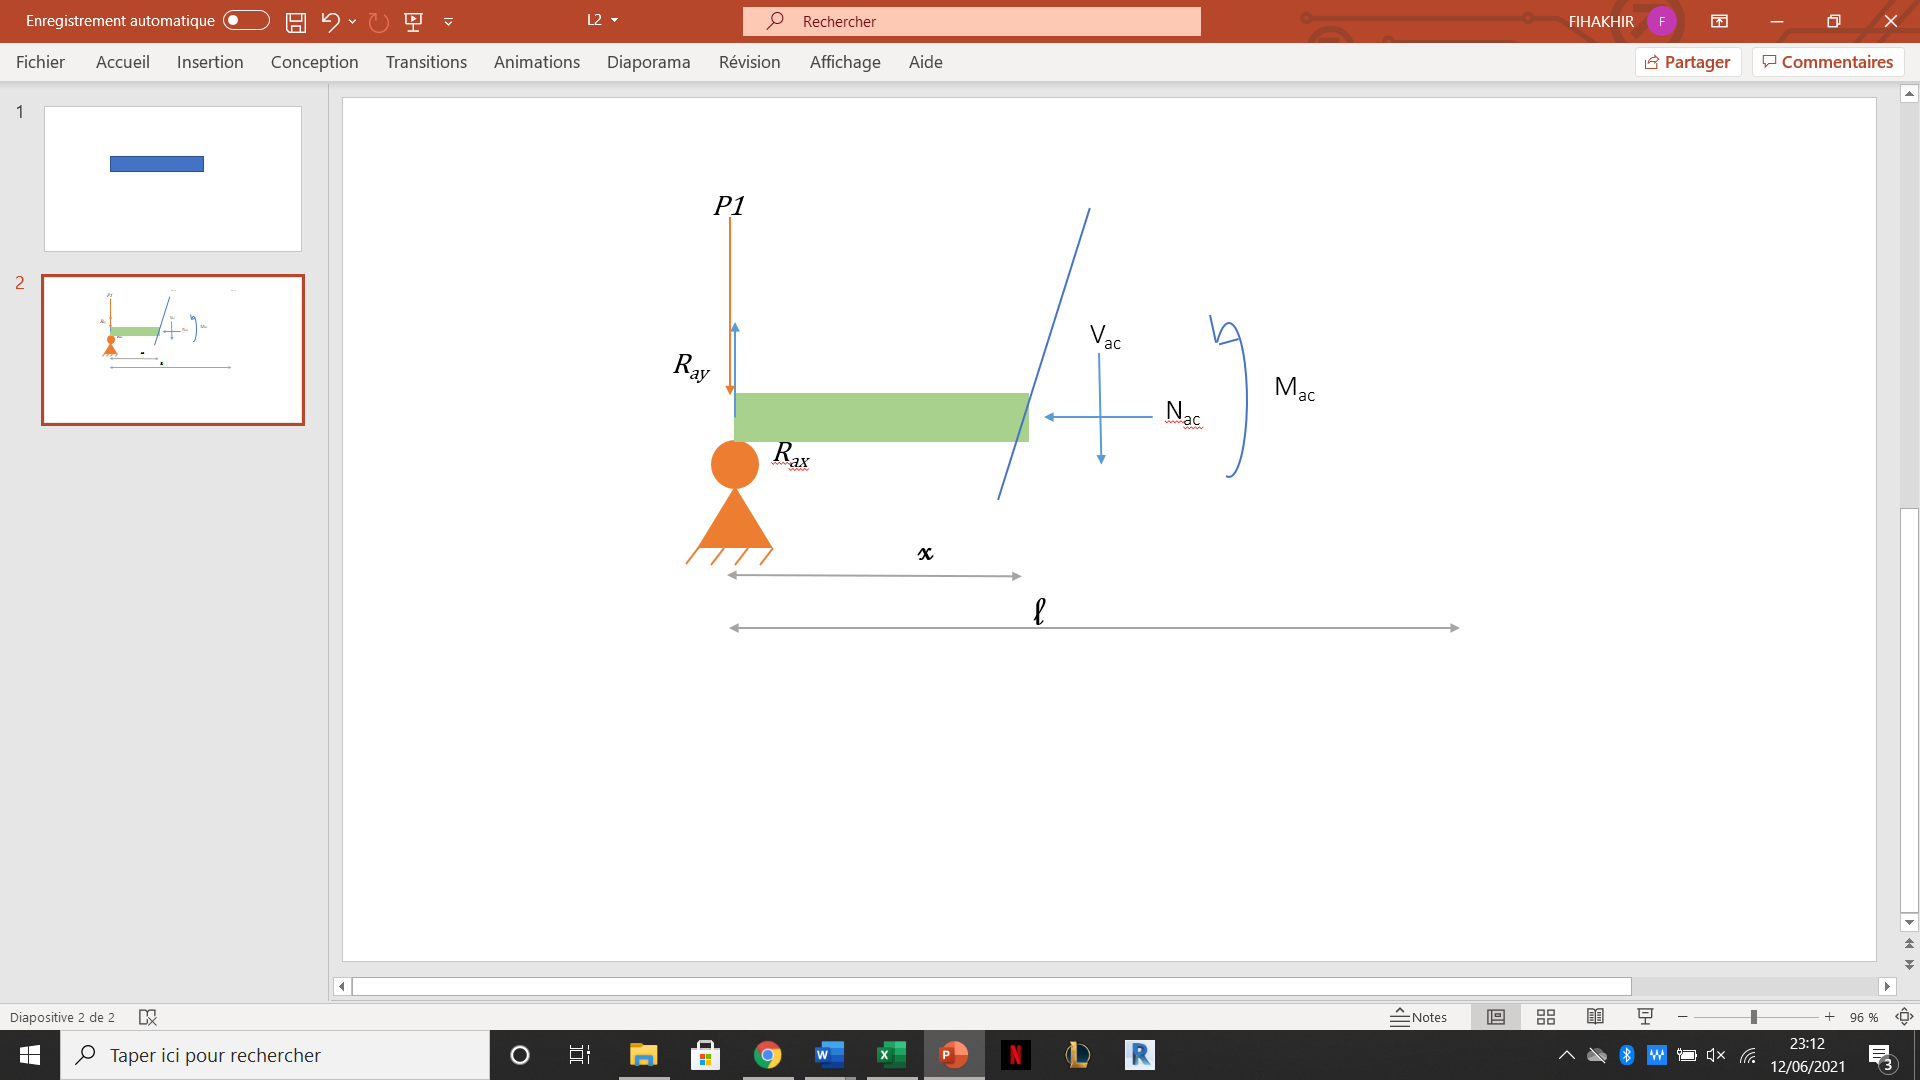 Enregistrement automatique
L2
Rechercher
FIHAKHIR
F
Fichier Accueil Insertion Conception Transitions Animations Diaporama Révision Affichage Aide
Partager
Commentaires
1
2
P1
Ray
Rax
Vac
Nac
Mac
x
ℓ
Diapositive 2 de 2
Notes
96 %
Taper ici pour rechercher
23:12
12/06/2021
3